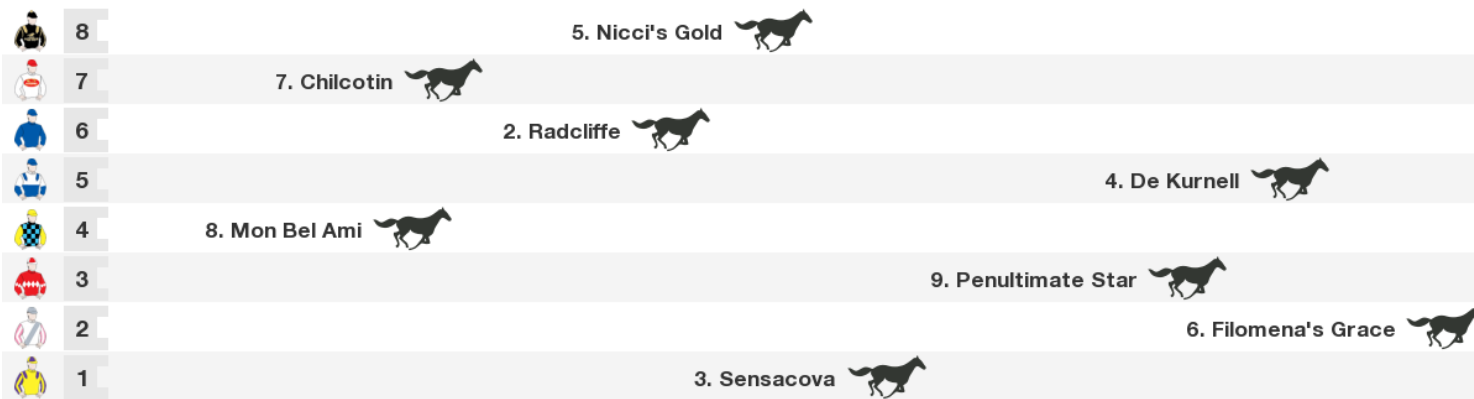 8 5. Nicci's Gold
7 7. Chilcotin
6 2. Radcliffe
5 4. De Kurnell
4 8. Mon Bel Ami
3 9. Penultimate Star
2 6. Filomena's Grace
1 3. Sensacova